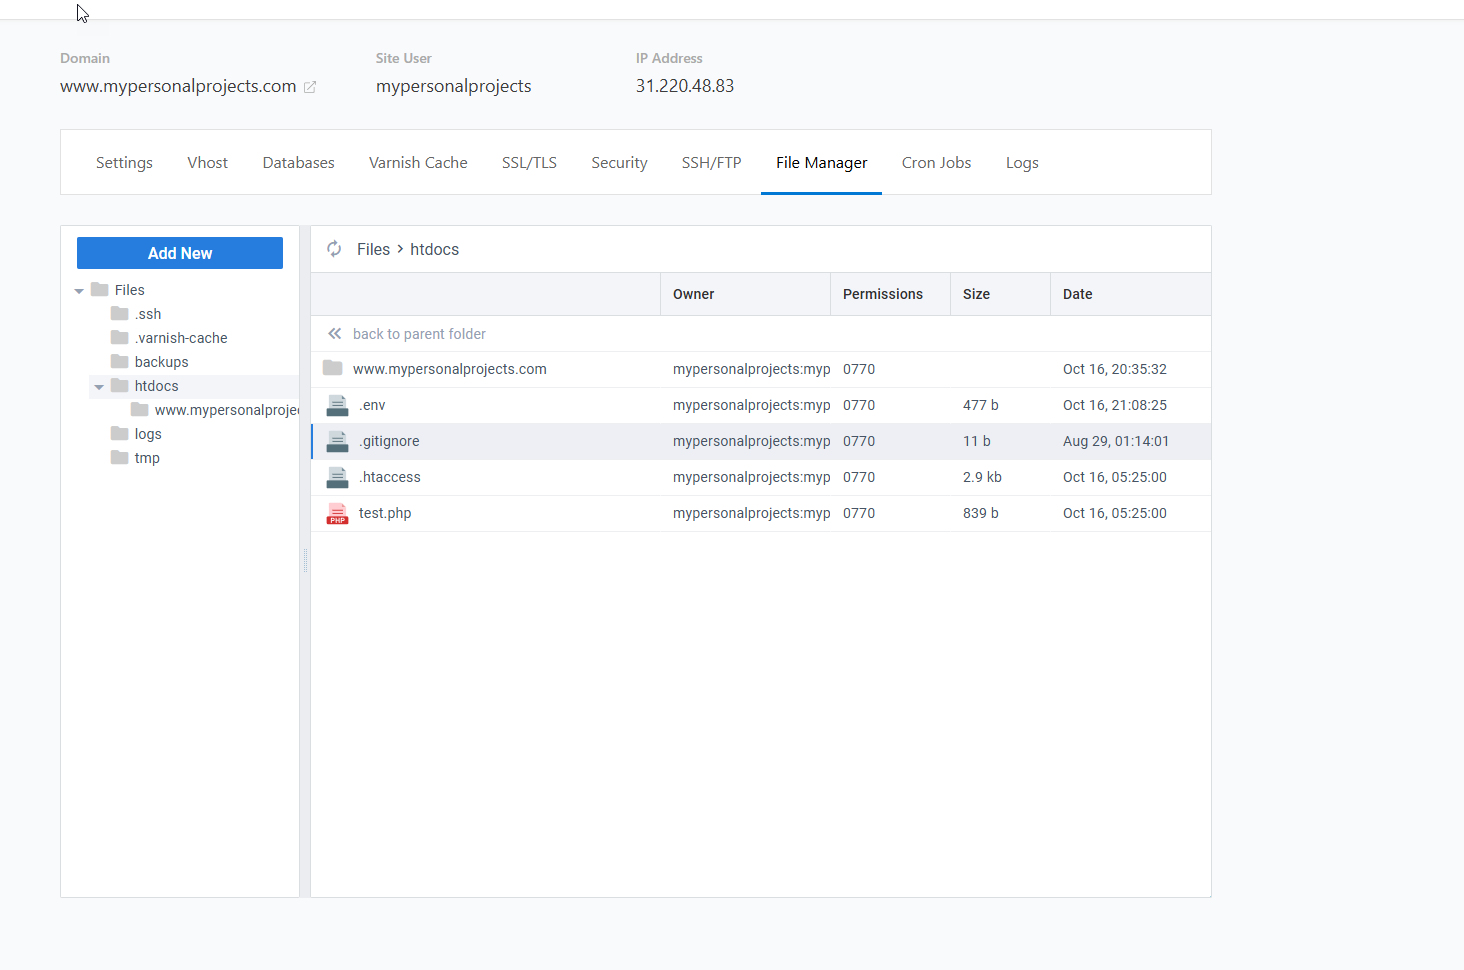 Domain Site User IP Address
www.mypersonalprojects.com mypersonalprojects 31.220.48.83
Settings Vhost Databases Varnish Cache SSL/TLS Security SSH/FTP File Manager Cron Jobs Logs
Add New
Files
.ssh
.varnish-cache
backups
htdocs
www.mypersonalprojec
logs
tmp
Files > htdocs
Owner Permissions Size Date
back to parent folder
www.mypersonalprojects.com mypersonalprojects:myp 0770 Oct 16, 20:35:32
.env mypersonalprojects:myp 0770 477 b Oct 16, 21:08:25
.gitignore mypersonalprojects:myp 0770 11 b Aug 29, 01:14:01
.htaccess mypersonalprojects:myp 0770 2.9 kb Oct 16, 05:25:00
PHP test.php mypersonalprojects:myp 0770 839 b Oct 16, 05:25:00